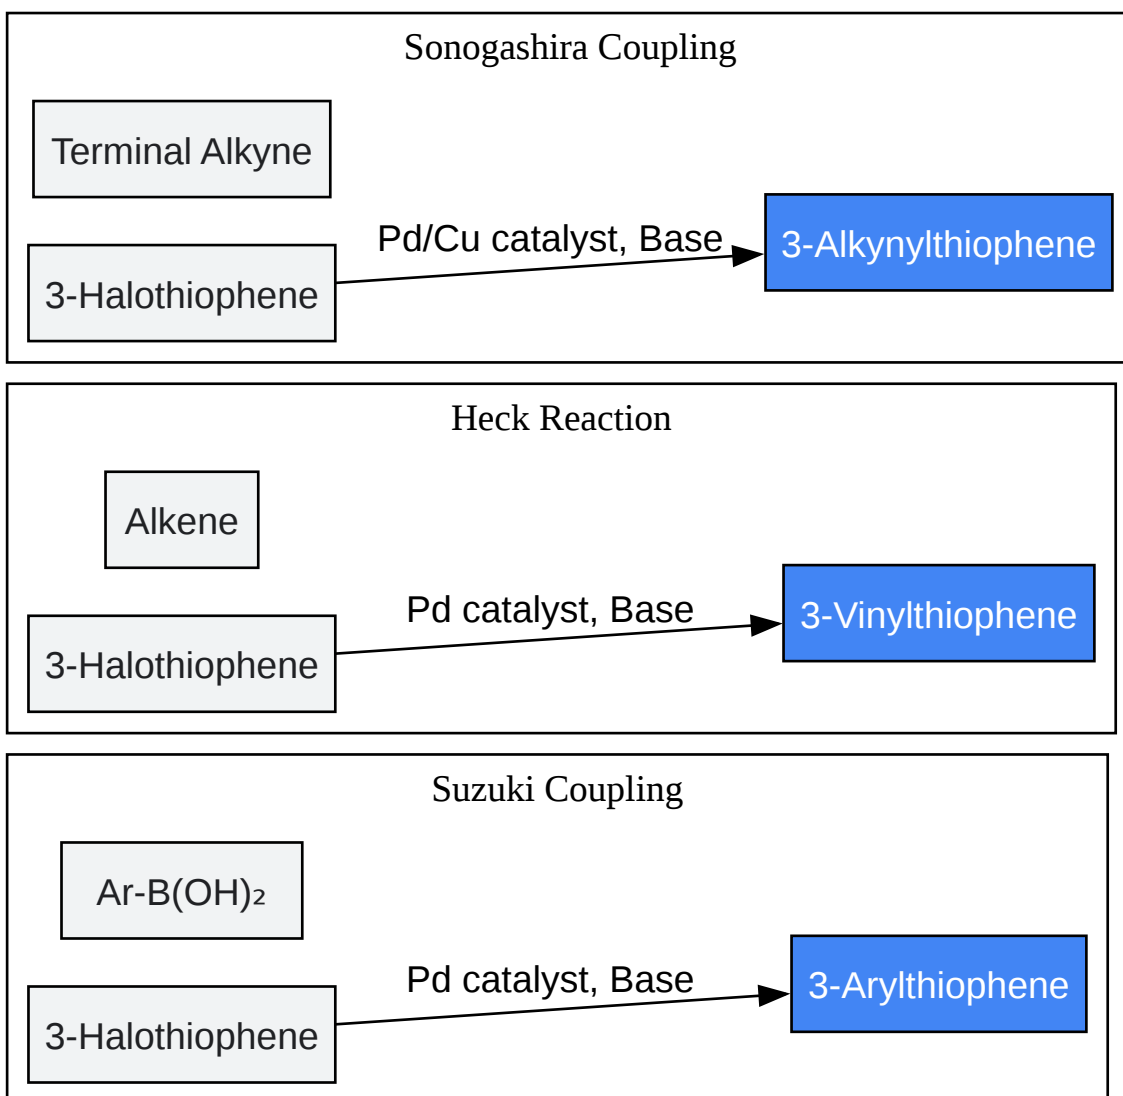 Sonogashira Coupling
Terminal Alkyne
Pd/Cu catalyst, Base
3-Alkynylthiophene
3-Halothiophene
Heck Reaction
Alkene
Pd catalyst, Base
3-Vinylthiophene
3-Halothiophene
Suzuki Coupling
Ar-B(OH)₂
Pd catalyst, Base
3-Arylthiophene
3-Halothiophene